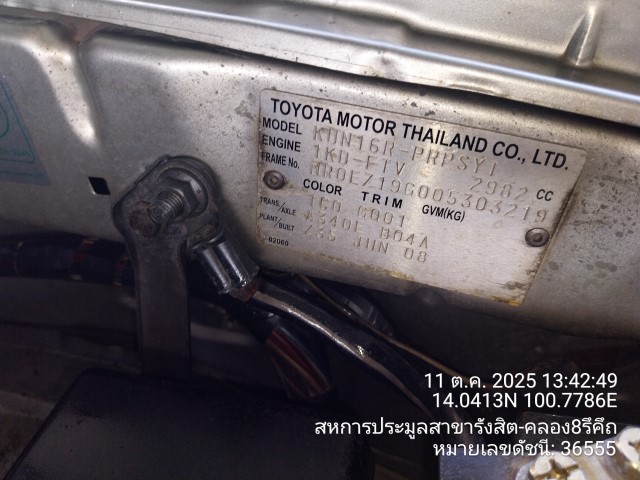 TOYOTA MOTOR THAILAND CO., LTD.
MODEL KUN16R-PRPSYT
ENGINE 1KD-FTV 2982 CC
FRAME No. MR0EZ19G005303219
COLOR TRIM GVM(KG)
1C0 CQ01
TRANS./AXLE A340E B04A
PLANT/BUILT /35 JUN 08
82060
11 ต.ค. 2025 13:42:49
14.0413N 100.7786E
สหการประมูลสาขารังสิต-คลอง8รีคึถ
หมายเลขดัชนี: 36555